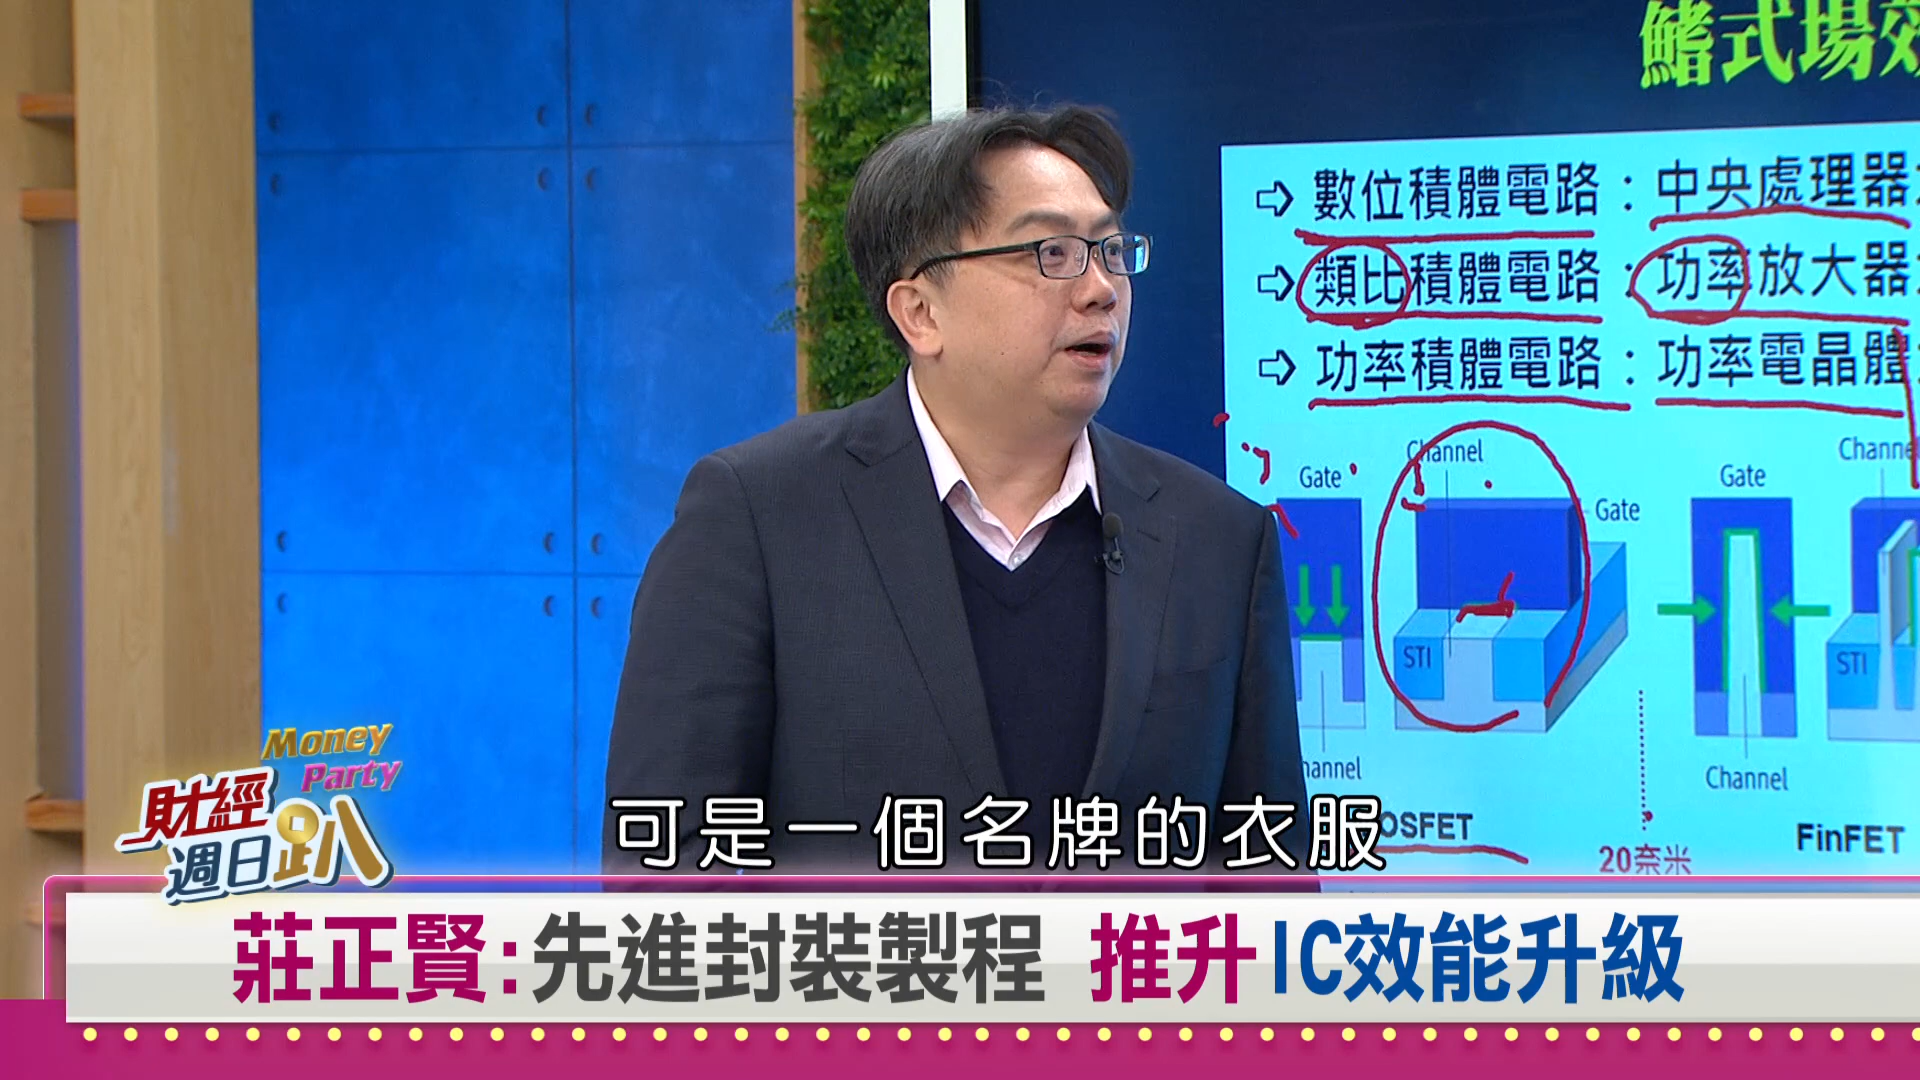 鰭式場效
⇨ 數位積體電路：中央處理器
⇨ 類比積體電路：功率放大器
⇨ 功率積體電路：功率電晶體
Channel
Channel
Gate
Gate
Gate
STI
STI
Channel
Channel
OSFET
FinFET
20奈米
Money
Party
財經
週日趴
可是一個名牌的衣服
莊正賢:先進封裝製程 推升IC效能升級